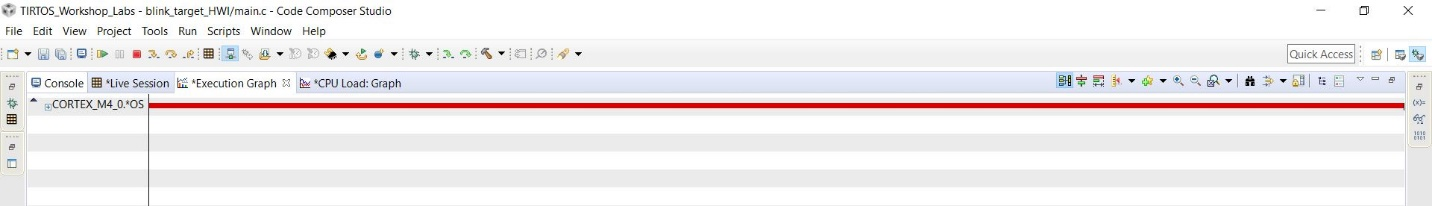 TIRTOS_Workshop_Labs - blink_target_HWI/main.c - Code Composer Studio
File Edit View Project Tools Run Scripts Window Help
Quick Access
Console *Live Session *Execution Graph *CPU Load: Graph
CORTEX_M4_0.*OS